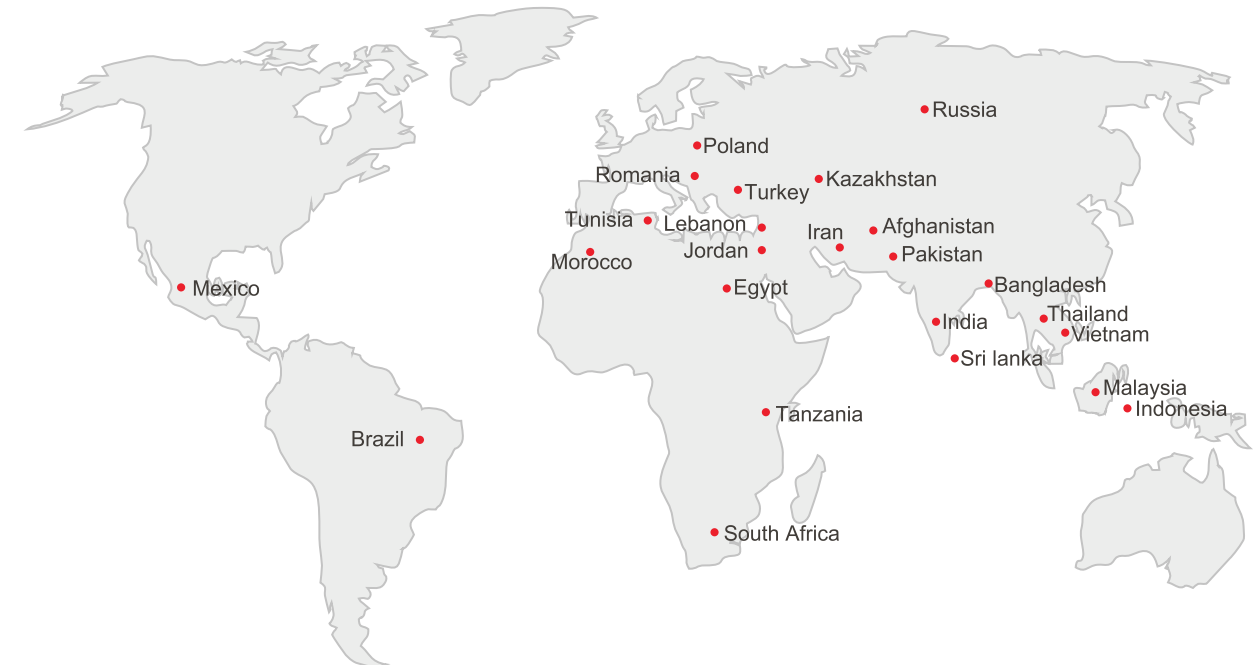 Russia
Poland
Romania
Kazakhstan
Turkey
Tunisia
Lebanon
Iran
Afghanistan
Jordan
Pakistan
Morocco
Egypt
Mexico
Bangladesh
Thailand
India
Vietnam
Sri lanka
Malaysia
Indonesia
Tanzania
Brazil
South Africa